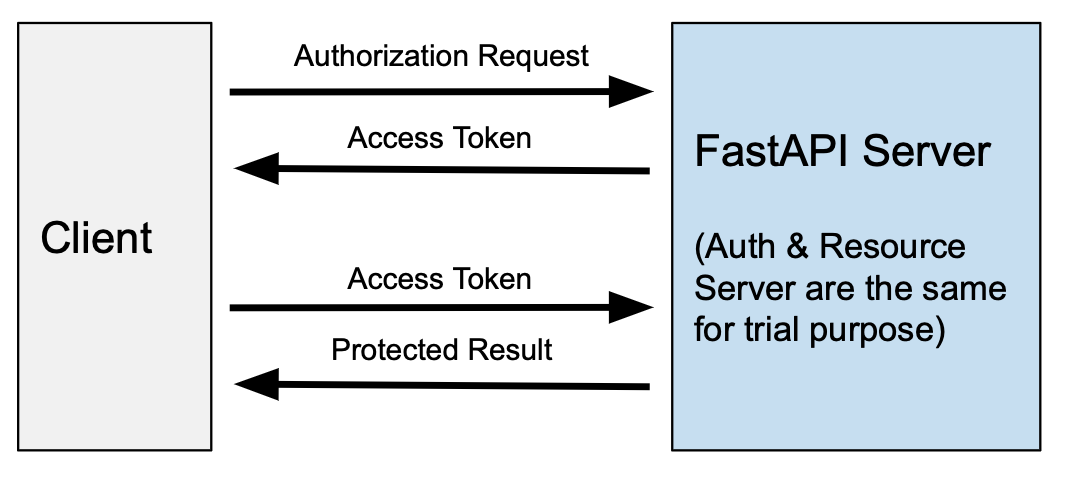 Authorization Request
Access Token
FastAPI Server
Client
(Auth & Resource
Server are the same
for trial purpose)
Access Token
Protected Result